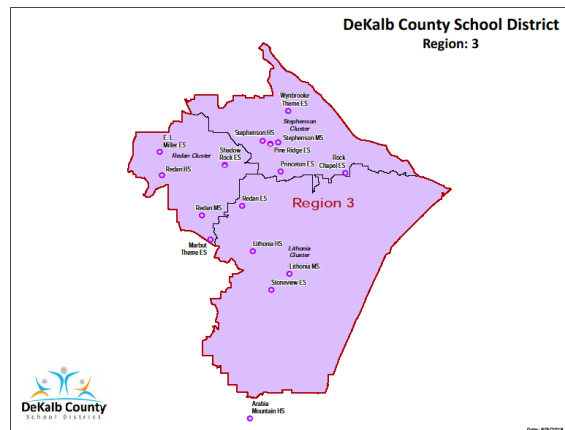 DeKalb County School District
Region: 3
Wynbrooke
Theme ES
Stephenson
Cluster
Stephenson HS
Stephenson MS
E. L.
Miller ES
Redan Cluster
Shadow
Rock ES
Pine Ridge ES
Rock
Chapel ES
Princeton ES
Redan HS
Redan ES
Region 3
Redan MS
Marbut
Theme ES
Lithonia HS
Lithonia
Cluster
Lithonia MS
Stoneview ES
Arabia
Mountain HS
DeKalb County
School District